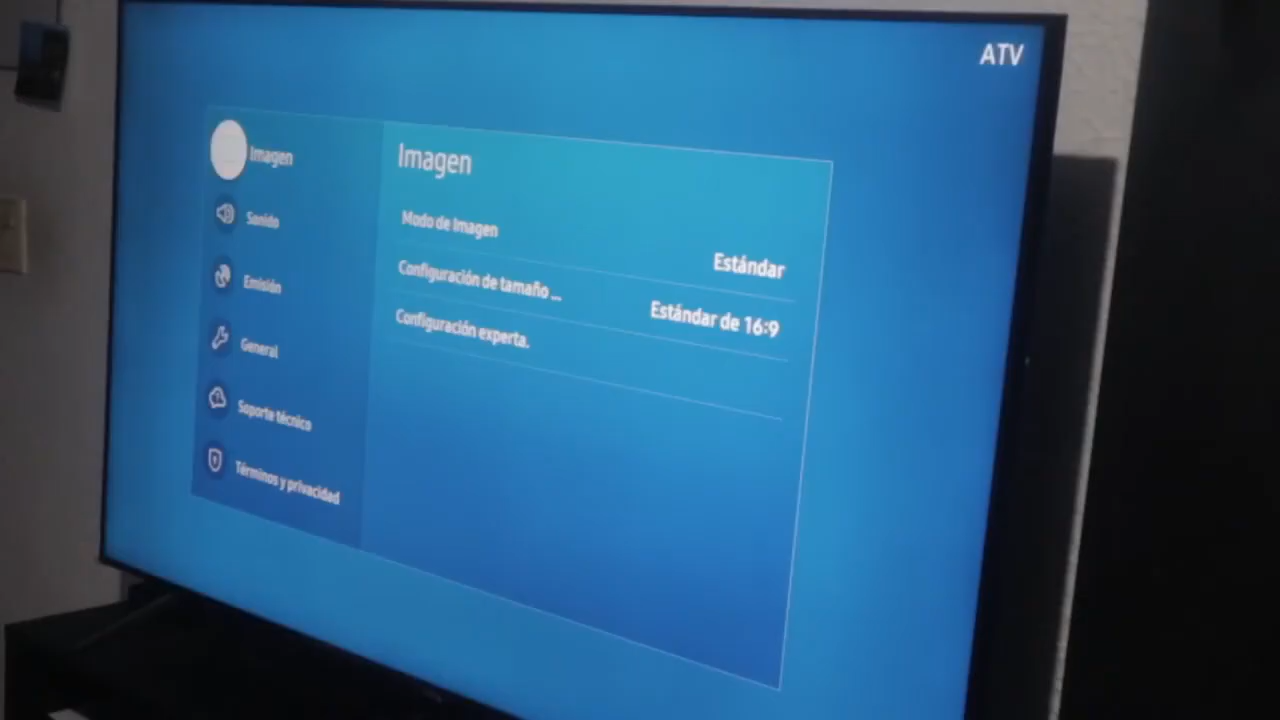 ATV
Imagen
Sonido
Emisión
General
Soporte técnico
Términos y privacidad
Imagen
Modo de Imagen
Estándar
Configuración de tamaño ...
Estándar de 16:9
Configuración experta.